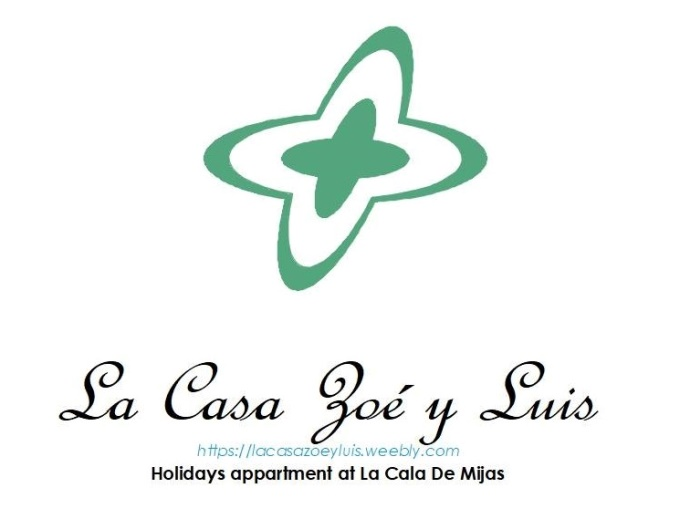 La Casa Zoé y Luis
https://lacasazoeyluis.weebly.com
Holidays appartment at La Cala De Mijas